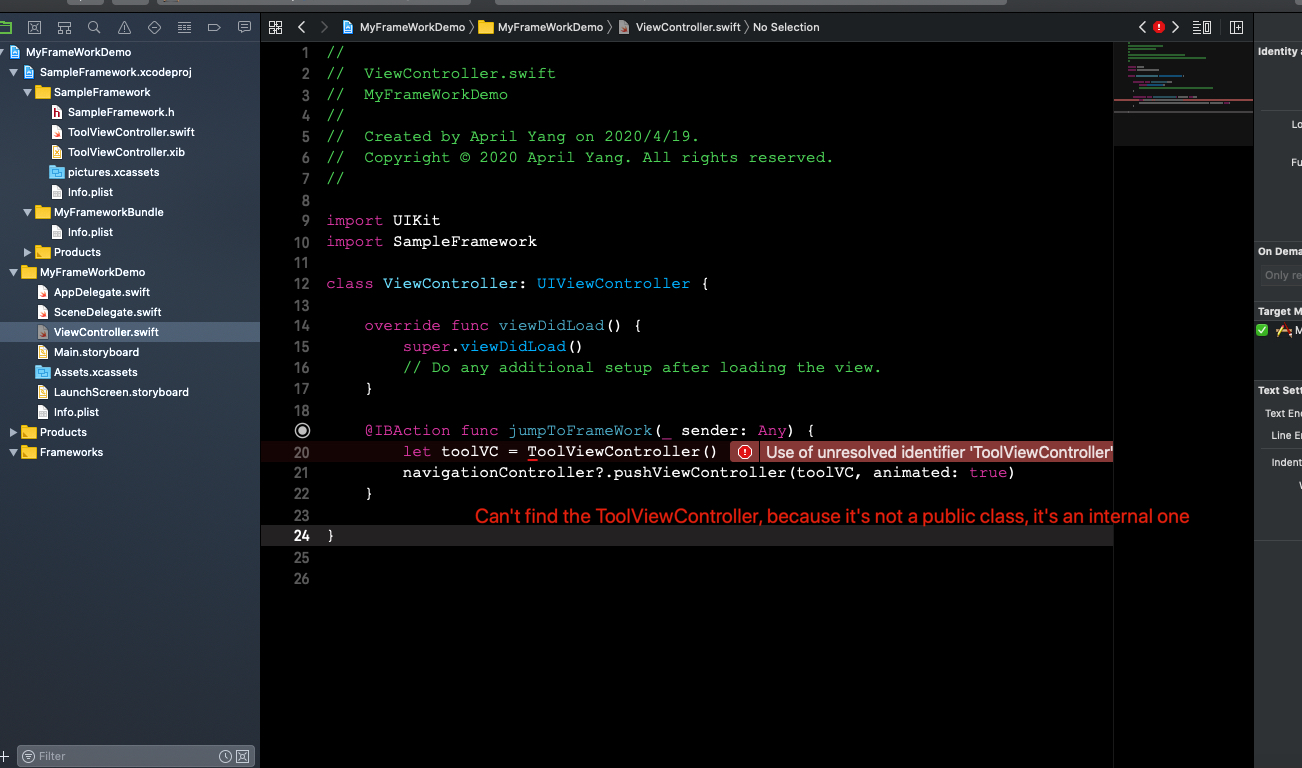 MyFrameWorkDemo
SampleFramework.xcodeproj
SampleFramework
SampleFramework.h
ToolViewController.swift
ToolViewController.xib
pictures.xcassets
Info.plist
MyFrameworkBundle
Info.plist
Products
MyFrameWorkDemo
AppDelegate.swift
SceneDelegate.swift
ViewController.swift
Main.storyboard
Assets.xcassets
LaunchScreen.storyboard
Info.plist
Products
Frameworks
Filter
MyFrameWorkDemo MyFrameWorkDemo ViewController.swift No Selection
1 //
2 //  ViewController.swift
3 //  MyFrameWorkDemo
4 //
5 //  Created by April Yang on 2020/4/19.
6 //  Copyright © 2020 April Yang. All rights reserved.
7 //
8
9 import UIKit
10 import SampleFramework
11
12 class ViewController: UIViewController {
13
14     override func viewDidLoad() {
15         super.viewDidLoad()
16         // Do any additional setup after loading the view.
17     }
18
@IBAction func jumpToFrameWork(_ sender: Any) {
20         let toolVC = ToolViewController() Use of unresolved identifier 'ToolViewController'
21         navigationController?.pushViewController(toolVC, animated: true)
22     }
23 Can't find the ToolViewController, because it's not a public class, it's an internal one
24 }
25
26
Identity a
Lo
Fu
On Dema
Only re
Target M
M
Text Sett
Text Enc
Line En
Indent